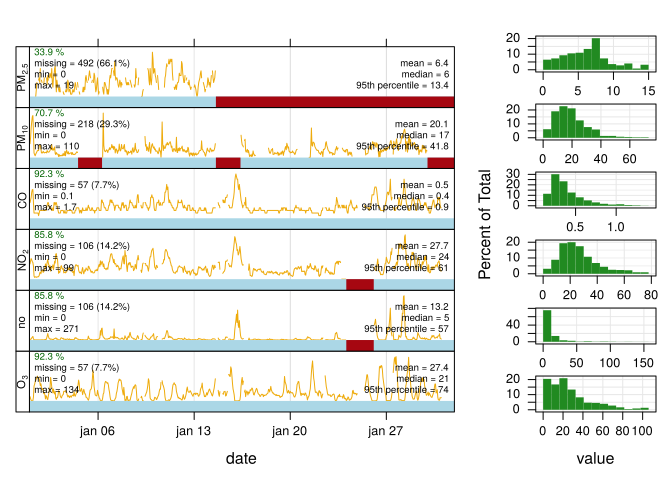 PM2.5
33.9 %
missing = 492 (66.1%)
min = 0
max = 19
mean = 6.4
median = 6
95th percentile = 13.4
PM10
70.7 %
missing = 218 (29.3%)
min = 0
max = 110
mean = 20.1
median = 17
95th percentile = 41.8
CO
92.3 %
missing = 57 (7.7%)
min = 0.1
max = 1.7
mean = 0.5
median = 0.4
95th percentile = 0.9
NO2
85.8 %
missing = 106 (14.2%)
min = 0
max = 99
mean = 27.7
median = 24
95th percentile = 61
no
85.8 %
missing = 106 (14.2%)
min = 0
max = 271
mean = 13.2
median = 5
95th percentile = 57
O3
92.3 %
missing = 57 (7.7%)
min = 0
max = 134
mean = 27.4
median = 21
95th percentile = 74
jan 06 jan 13 jan 20 jan 27
date
Percent of Total
20
10
0
0 5 10 15
20
10
0
0 20 40 60
30
20
10
0
0.5 1.0
20
10
0
0 20 40 60 80
40
0
0 50 100 150
20
10
0
0 20 40 60 80 100
value